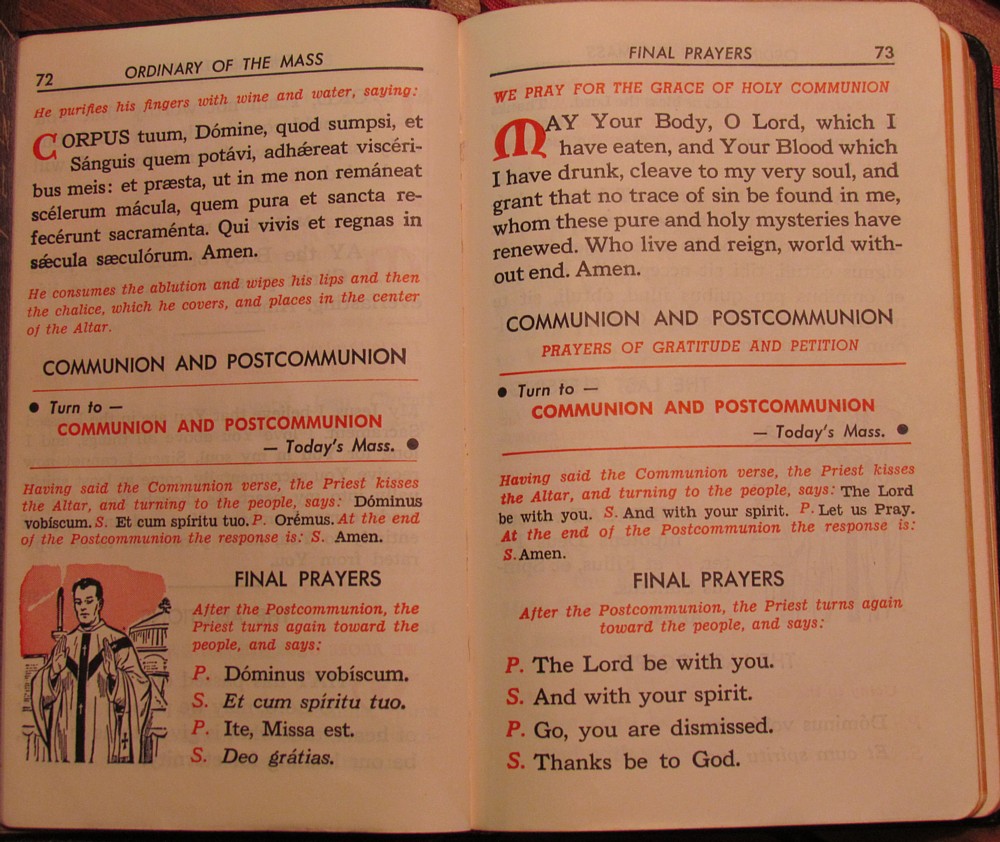 72 ORDINARY OF THE MASS
He purifies his fingers with wine and water, saying:
CORPUS tuum, Dómine, quod sumpsi, et
Sánguis quem potávi, adhǽreat viscéri-
bus meis: et præsta, ut in me non remáneat
scélerum mácula, quem pura et sancta re-
fecérunt sacraménta. Qui vivis et regnas in
sǽcula sæculórum. Amen.
He consumes the ablution and wipes his lips and then
the chalice, which he covers, and places in the center
of the Altar.
COMMUNION AND POSTCOMMUNION
● Turn to —
COMMUNION AND POSTCOMMUNION
— Today's Mass. ●
Having said the Communion verse, the Priest kisses
the Altar, and turning to the people, says: Dóminus
vobíscum. S. Et cum spíritu tuo. P. Orémus. At the end
of the Postcommunion the response is: S. Amen.
FINAL PRAYERS
After the Postcommunion, the
Priest turns again toward the
people, and says:
P. Dóminus vobíscum.
S. Et cum spíritu tuo.
P. Ite, Missa est.
S. Deo grátias.
FINAL PRAYERS 73
WE PRAY FOR THE GRACE OF HOLY COMMUNION
MAY Your Body, O Lord, which I
have eaten, and Your Blood which
I have drunk, cleave to my very soul, and
grant that no trace of sin be found in me,
whom these pure and holy mysteries have
renewed. Who live and reign, world with-
out end. Amen.
COMMUNION AND POSTCOMMUNION
PRAYERS OF GRATITUDE AND PETITION
● Turn to —
COMMUNION AND POSTCOMMUNION
— Today's Mass. ●
Having said the Communion verse, the Priest kisses
the Altar, and turning to the people, says: The Lord
be with you. S. And with your spirit. P. Let us Pray.
At the end of the Postcommunion the response is:
S. Amen.
FINAL PRAYERS
After the Postcommunion, the Priest turns again
toward the people, and says:
P. The Lord be with you.
S. And with your spirit.
P. Go, you are dismissed.
S. Thanks be to God.